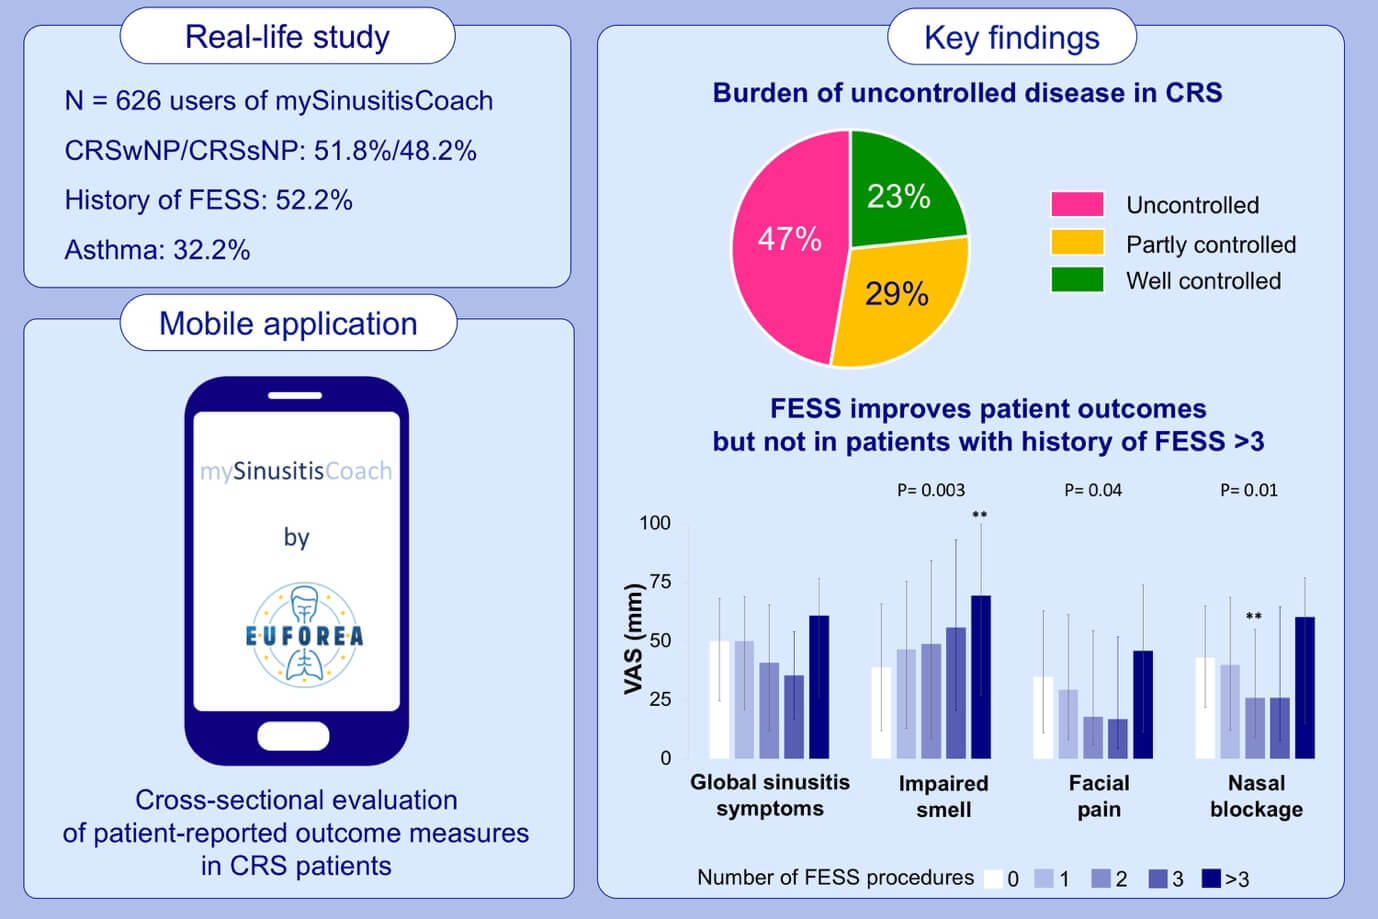 Real-life study
N = 626 users of mySinusitisCoach
CRSwNP/CRSsNP: 51.8%/48.2%
History of FESS: 52.2%
Asthma: 32.2%
Mobile application
mySinusitisCoach
by
EUFOREA
Cross-sectional evaluation
of patient-reported outcome measures
in CRS patients
Key findings
Burden of uncontrolled disease in CRS
23%
47%
29%
Uncontrolled
Partly controlled
Well controlled
FESS improves patient outcomes
but not in patients with history of FESS >3
P= 0.003
P= 0.04
P= 0.01
**
**
VAS (mm)
100
75
50
25
0
Global sinusitis
symptoms
Impaired
smell
Facial
pain
Nasal
blockage
Number of FESS procedures 0 1 2 3 >3